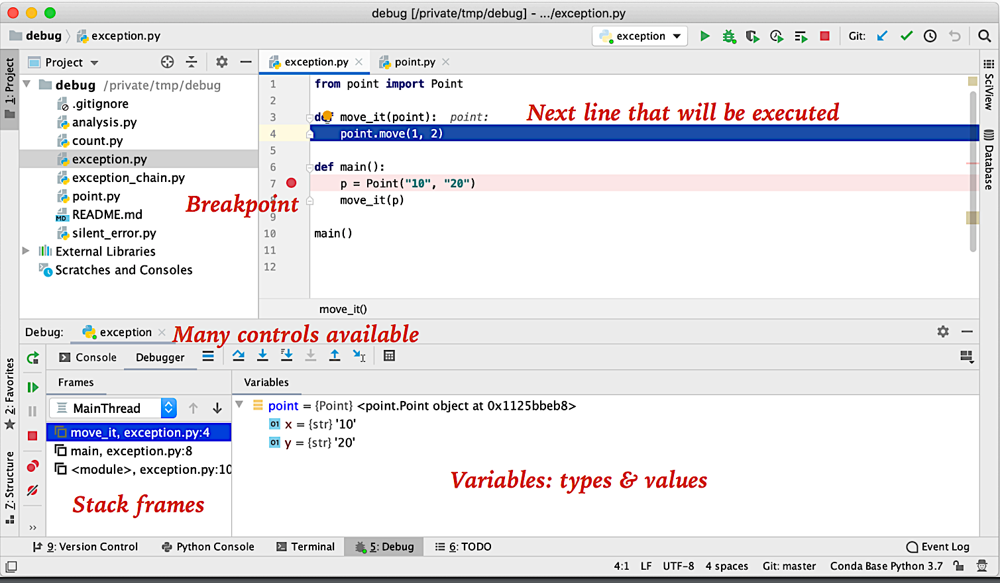 debug [/private/tmp/debug] - .../exception.py
debug exception.py exception Git:
1: Project
Project
debug /private/tmp/debug
.gitignore
analysis.py
count.py
exception.py
exception_chain.py
point.py
README.md
MD
silent_error.py
External Libraries
Scratches and Consoles
exception.py point.py
1 from point import Point
2
3 def move_it(point): point:
Next line that will be executed
4 point.move(1, 2)
5
6 def main():
7 p = Point("10", "20")
Breakpoint
8 move_it(p)
9
10 main()
11
12
move_it()
SciView
Database
Debug: exception
Many controls available
Console Debugger
Frames
MainThread
move_it, exception.py:4
main, exception.py:8
<module>, exception.py:10
Stack frames
Variables
point = {Point} <point.Point object at 0x1125bbeb8>
01 x = {str} '10'
01 y = {str} '20'
Variables: types & values
2: Favorites
Z: Structure
9: Version Control Python Console Terminal 5: Debug 6: TODO Event Log
4:1 LF UTF-8 4 spaces Git: master Conda Base Python 3.7